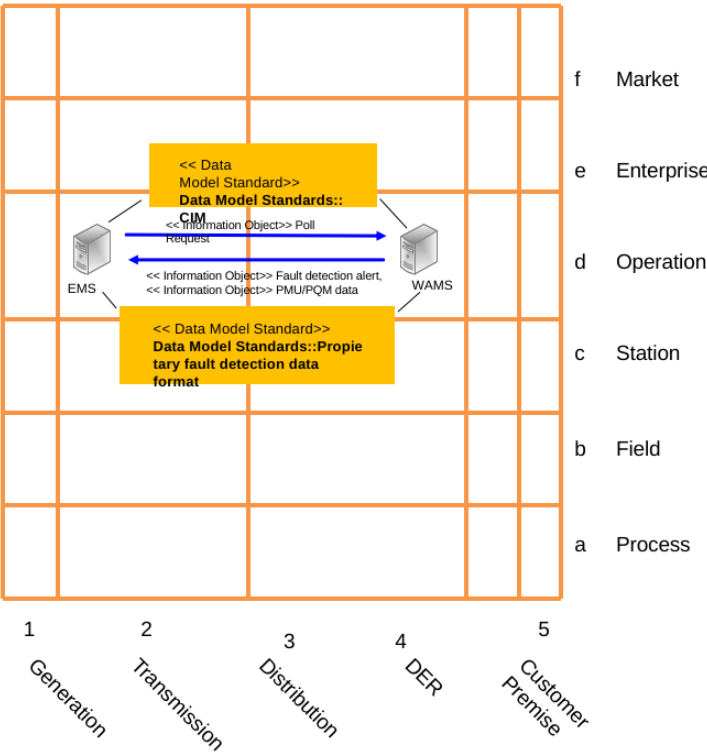 f Market
<< Data
Model Standard>>
Data Model Standards::
CIM
e Enterprise
<< Information Object>> Poll
Request
<< Information Object>> Fault detection alert,
<< Information Object>> PMU/PQM data
EMS
WAMS
d Operation
<< Data Model Standard>>
Data Model Standards::Propie
tary fault detection data
format
c Station
b Field
a Process
1 2 3 4 5
Generation
Transmission
Distribution
DER
Customer
Premise